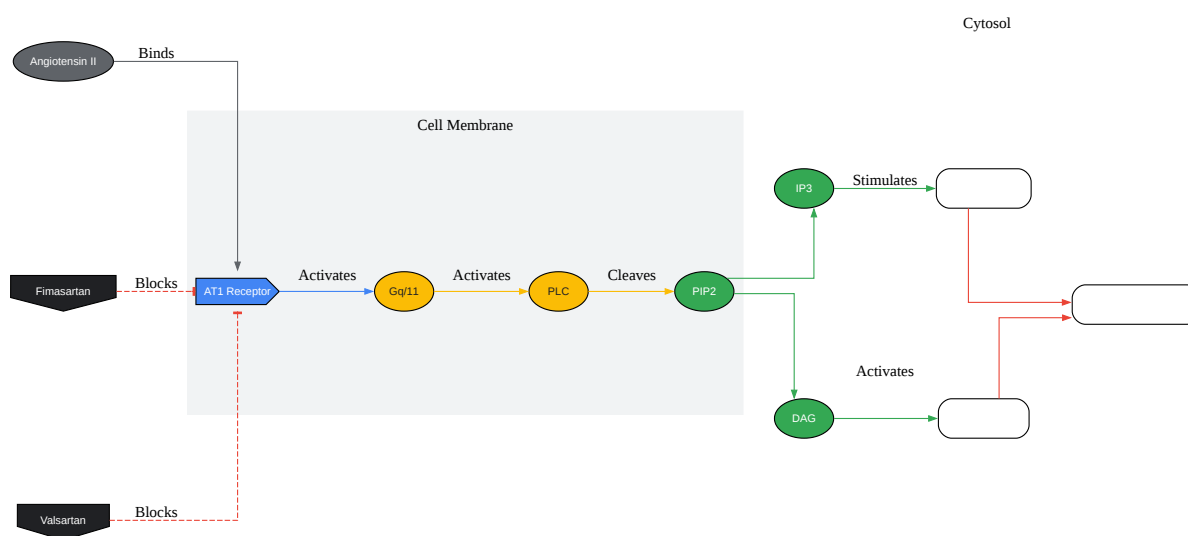 Cytosol
Angiotensin II
Binds
Cell Membrane
IP3
Stimulates
Fimasartan
Blocks
AT1 Receptor
Activates
Gq/11
Activates
PLC
Cleaves
PIP2
Activates
DAG
Valsartan
Blocks